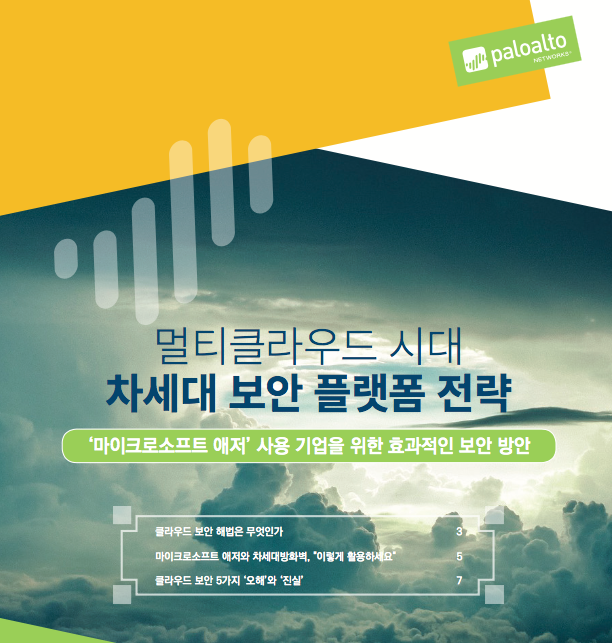 paloalto
NETWORKS®
멀티클라우드 시대
차세대 보안 플랫폼 전략
‘마이크로소프트 애저’ 사용 기업을 위한 효과적인 보안 방안
클라우드 보안 해법은 무엇인가 3
마이크로소프트 애저와 차세대방화벽, "이렇게 활용하세요" 5
클라우드 보안 5가지 ‘오해’와 ‘진실’ 7